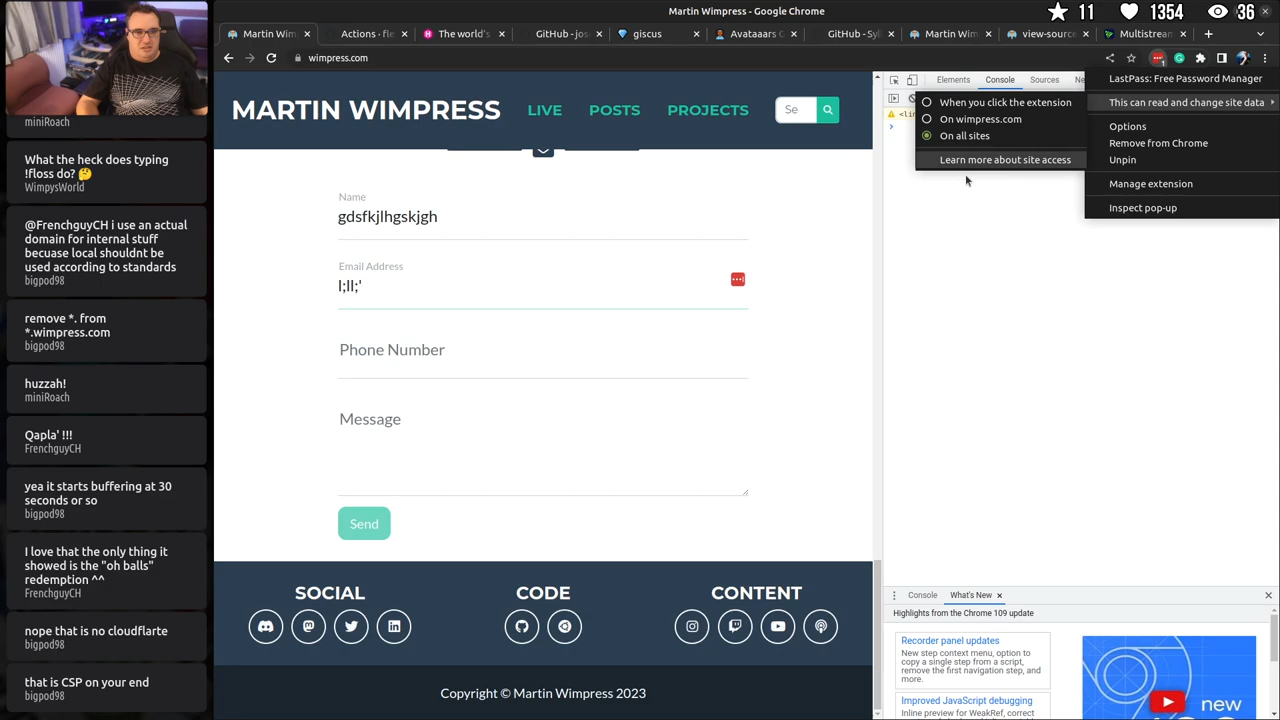 Martin Wimpress - Google Chrome
11
1354
36
Martin Wim
Actions · fle
The world's
GitHub - jos
giscus
Avataaars G
GitHub - Syl
Martin Wim
view-source
Multistream
wimpress.com
miniRoach
What the heck does typing
!floss do? 🤔
WimpysWorld
@FrenchguyCH i use an actual
domain for internal stuff
becuase local shouldnt be
used according to standards
bigpod98
remove *. from
*.wimpress.com
bigpod98
huzzah!
miniRoach
Qapla' !!!
FrenchguyCH
yea it starts buffering at 30
seconds or so
bigpod98
I love that the only thing it
showed is the "oh balls"
redemption ^^
FrenchguyCH
nope that is no cloudflarte
bigpod98
that is CSP on your end
bigpod98
MARTIN WIMPRESS
LIVE
POSTS
PROJECTS
Se
Name
gdsfkjlhgskjgh
Email Address
l;ll;'
Phone Number
Message
Send
SOCIAL
CODE
CONTENT
Copyright © Martin Wimpress 2023
Elements
Console
Sources
Ne
<lin
When you click the extension
On wimpress.com
On all sites
Learn more about site access
LastPass: Free Password Manager
This can read and change site data
Options
Remove from Chrome
Unpin
Manage extension
Inspect pop-up
Console
What's New
Highlights from the Chrome 109 update
Recorder panel updates
New step context menu, option to
copy a single step from a script,
remove the first navigation step, and
more.
Improved JavaScript debugging
Inline preview for WeakRef, correct
new